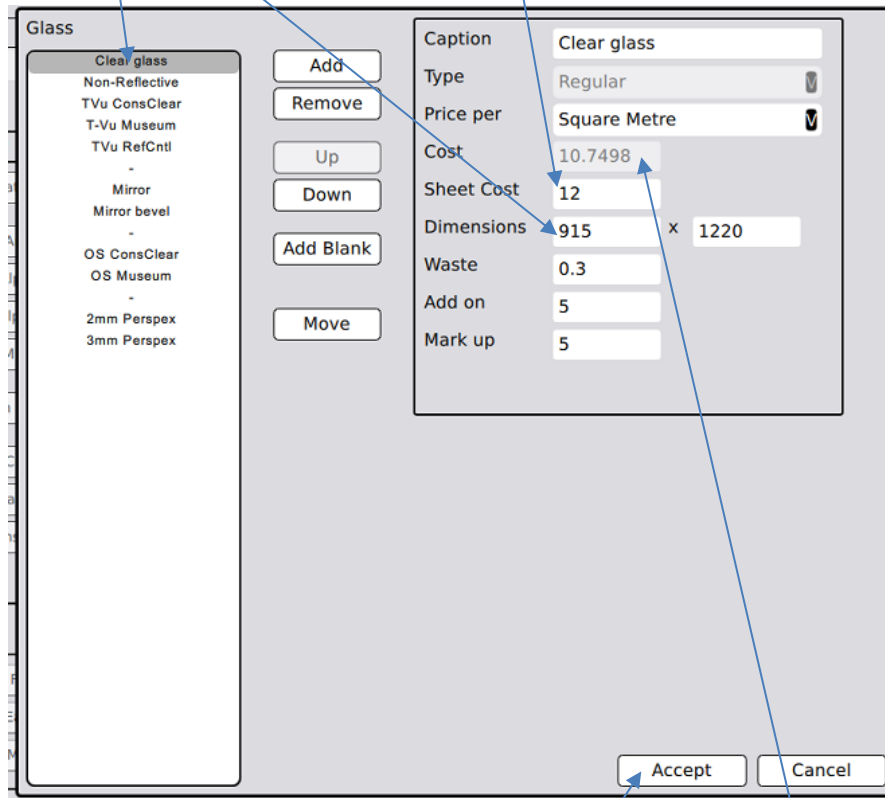 Glass
Clear glass
Non-Reflective
TVu ConsClear
T-Vu Museum
TVu RefCntl
-
Mirror
Mirror bevel
-
OS ConsClear
OS Museum
-
2mm Perspex
3mm Perspex
Add
Remove
Up
Down
Add Blank
Move
Caption Clear glass
Type Regular V
Price per Square Metre V
Cost 10.7498
Sheet Cost 12
Dimensions 915 x 1220
Waste 0.3
Add on 5
Mark up 5
Accept Cancel